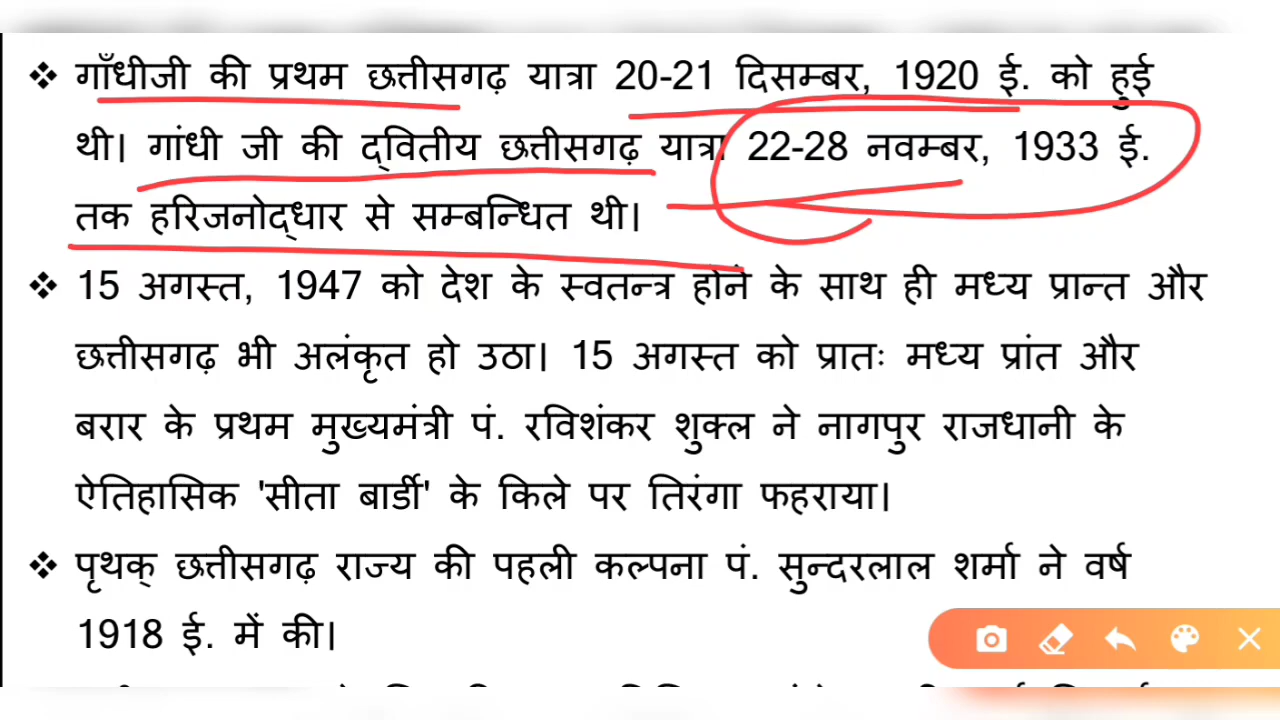 ❖ गाँधीजी की प्रथम छत्तीसगढ़ यात्रा 20-21 दिसम्बर, 1920 ई. को हुई
थी। गांधी जी की द्वितीय छत्तीसगढ़ यात्रा 22-28 नवम्बर, 1933 ई.
तक हरिजनोद्धार से सम्बन्धित थी।
❖ 15 अगस्त, 1947 को देश के स्वतन्त्र होने के साथ ही मध्य प्रान्त और
छत्तीसगढ़ भी अलंकृत हो उठा। 15 अगस्त को प्रातः मध्य प्रांत और
बरार के प्रथम मुख्यमंत्री पं. रविशंकर शुक्ल ने नागपुर राजधानी के
ऐतिहासिक 'सीता बार्डी' के किले पर तिरंगा फहराया।
❖ पृथक् छत्तीसगढ़ राज्य की पहली कल्पना पं. सुन्दरलाल शर्मा ने वर्ष
1918 ई. में की।